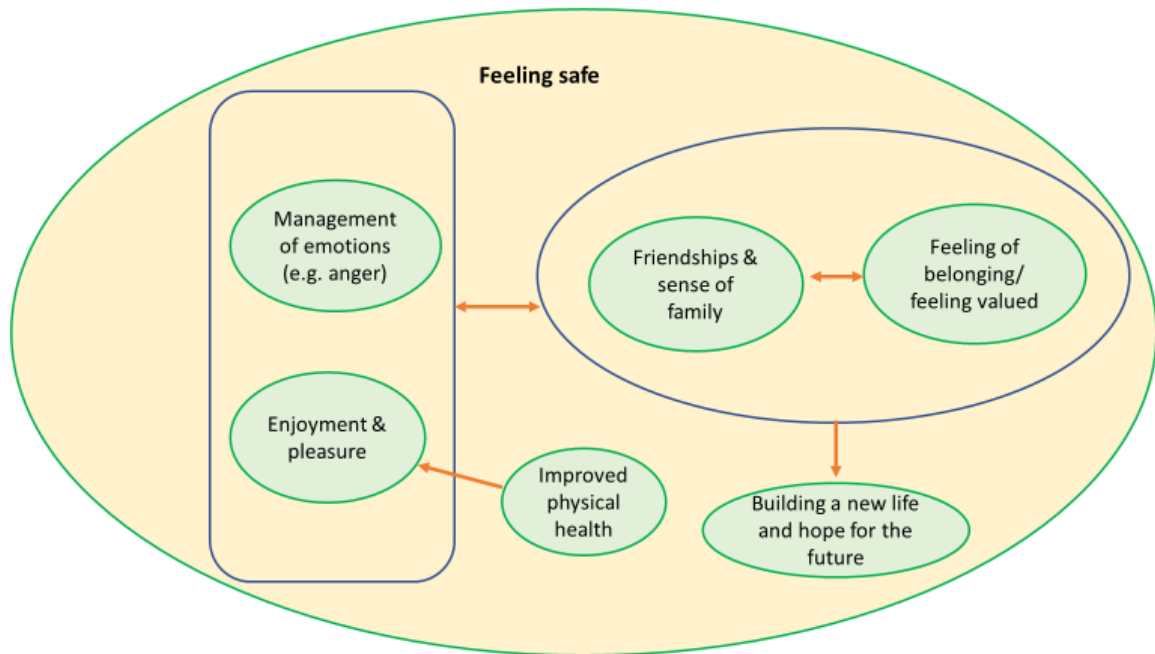 Feeling safe
Management
of emotions
(e.g. anger)
Friendships &
sense of
family
Feeling of
belonging/
feeling valued
Enjoyment &
pleasure
Improved
physical
health
Building a new life
and hope for the
future